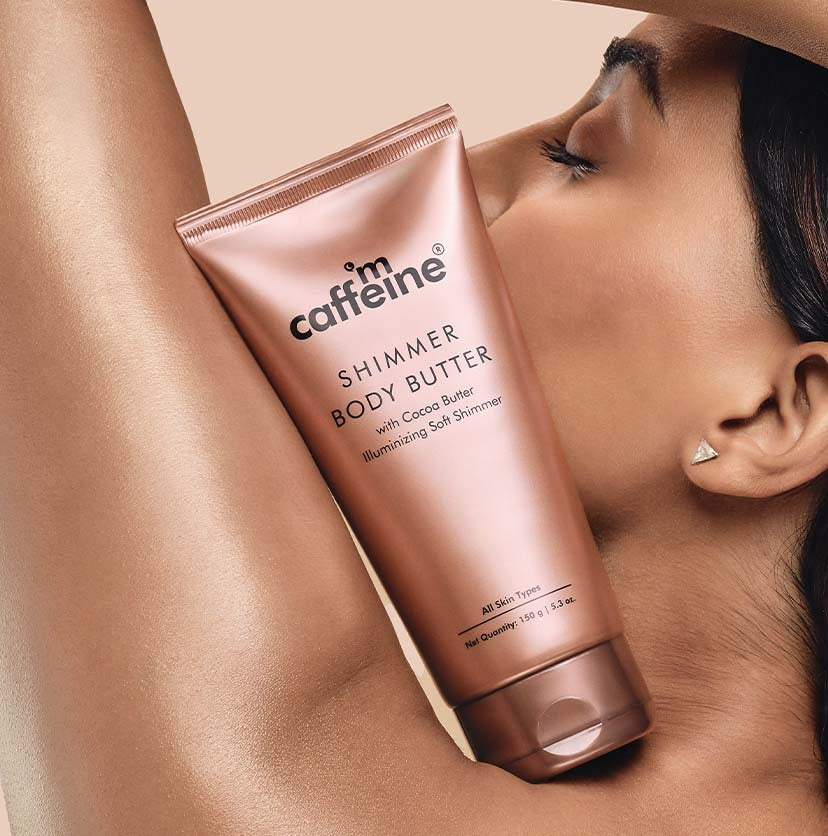 'm
caffeine®
SHIMMER
BODY BUTTER
with Cocoa Butter
Illuminizing Soft Shimmer
All Skin Types
Net Quantity: 150 g | 5.3 oz.